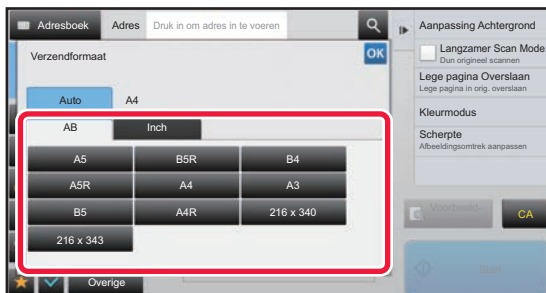 Adresboek Adres Druk in om adres in te voeren
Verzendformaat OK
Auto A4
AB Inch
A5 B5R B4
A5R A4 A3
B5 A4R 216 x 340
216 x 343
Overige
Aanpassing Achtergrond
Langzamer Scan Mode
Dun origineel scannen
Lege pagina Overslaan
Lege pagina in orig. overslaan
Kleurmodus
Scherpte
Afbeeldingsomtrek aanpassen
Voorbeeld- CA
Start